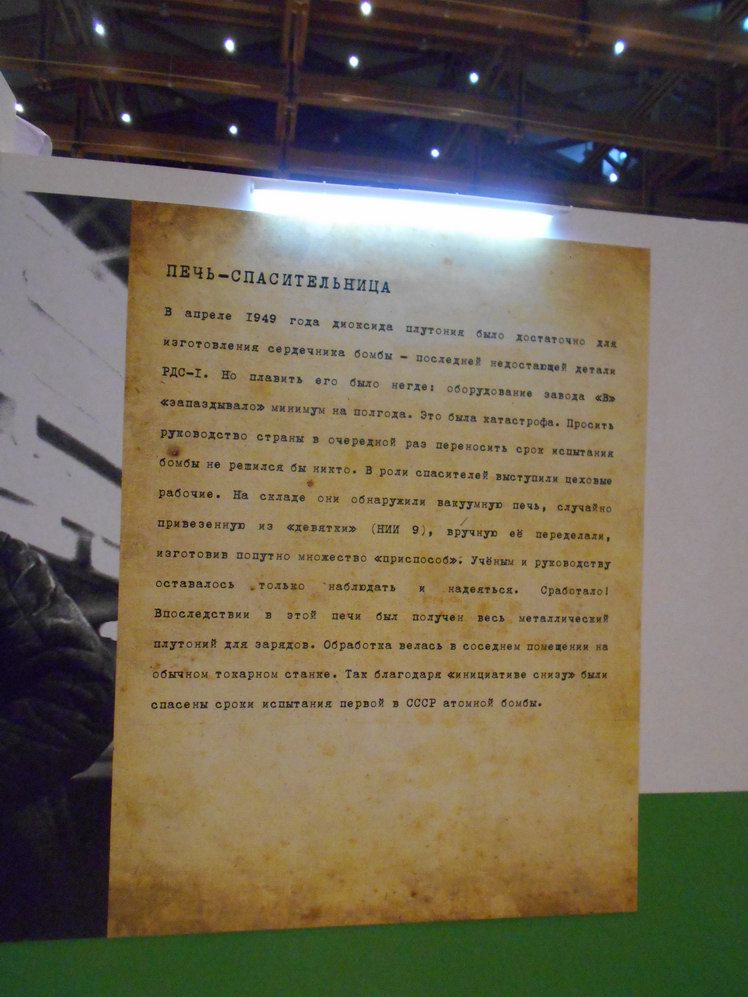 ПЕЧЬ-СПАСИТЕЛЬНИЦА
В апреле 1949 года диоксида плутония было достаточно для
изготовления сердечника бомбы – последней недостающей детали
РДС-I. Но плавить его было негде: оборудование завода «В»
«запаздывало» минимум на полгода. Это была катастрофа. Просить
руководство страны в очередной раз переносить срок испытания
бомбы не решился бы никто. В роли спасителей выступили цеховые
рабочие. На складе они обнаружили вакуумную печь, случайно
привезенную из «девятки» (НИИ 9), вручную её переделали,
изготовив попутно множество «приспособ». Учёным и руководству
оставалось только наблюдать и надеяться. Сработало!
Впоследствии в этой печи был получен весь металлический
плутоний для зарядов. Обработка велась в соседнем помещении на
обычном токарном станке. Так благодаря «инициативе снизу» были
спасены сроки испытания первой в СССР атомной бомбы.